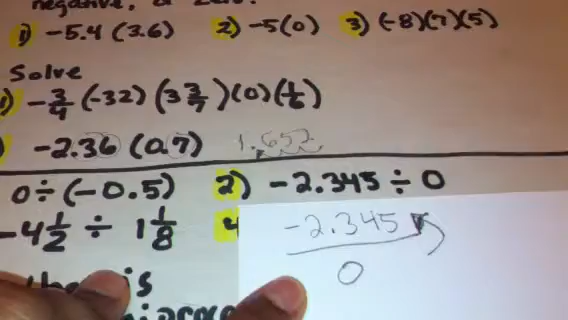 negative, or zero.
1) -5.4 (3.6) 2) -5(0) 3) (-8)(7)(5)
Solve
1) -3/4 (-32) (3 3/7) (0) (1/6)
) -2.36 (0.7) 1.652
0 ÷ (-0.5) 2) -2.345 ÷ 0
-4 1/2 ÷ 1 1/8 4
-2.345
0
is